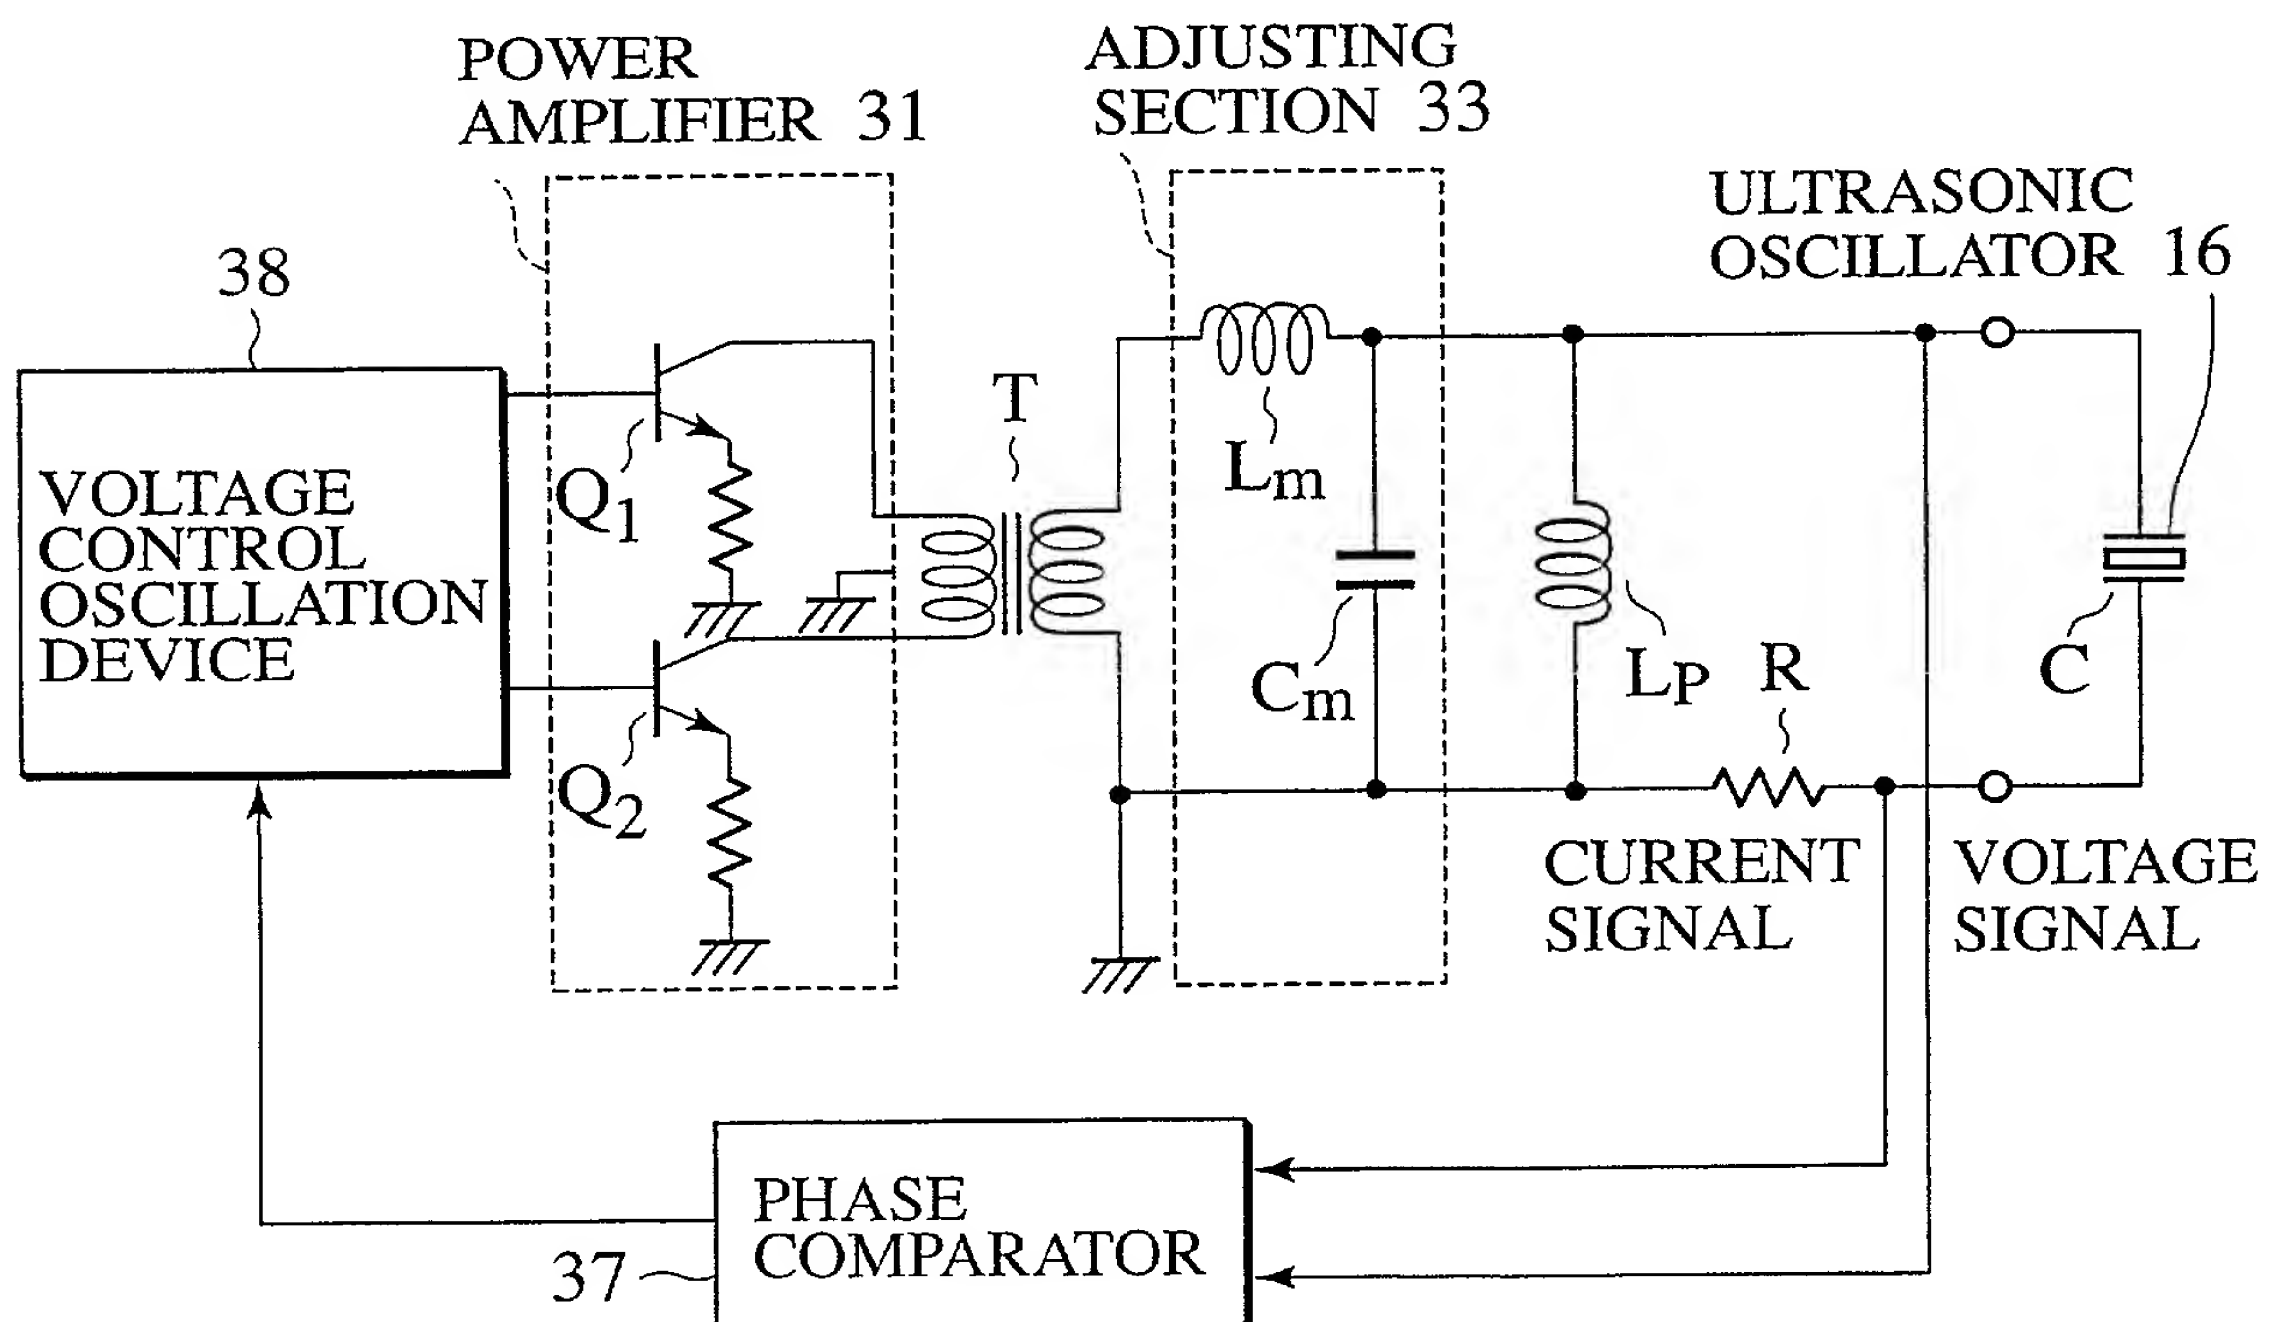 POWER
AMPLIFIER 31
ADJUSTING
SECTION 33
ULTRASONIC
OSCILLATOR 16
38
VOLTAGE
CONTROL
OSCILLATION
DEVICE
Q1
T
Lm
Cm
LP
R
C
Q2
CURRENT
SIGNAL
VOLTAGE
SIGNAL
PHASE
COMPARATOR
37